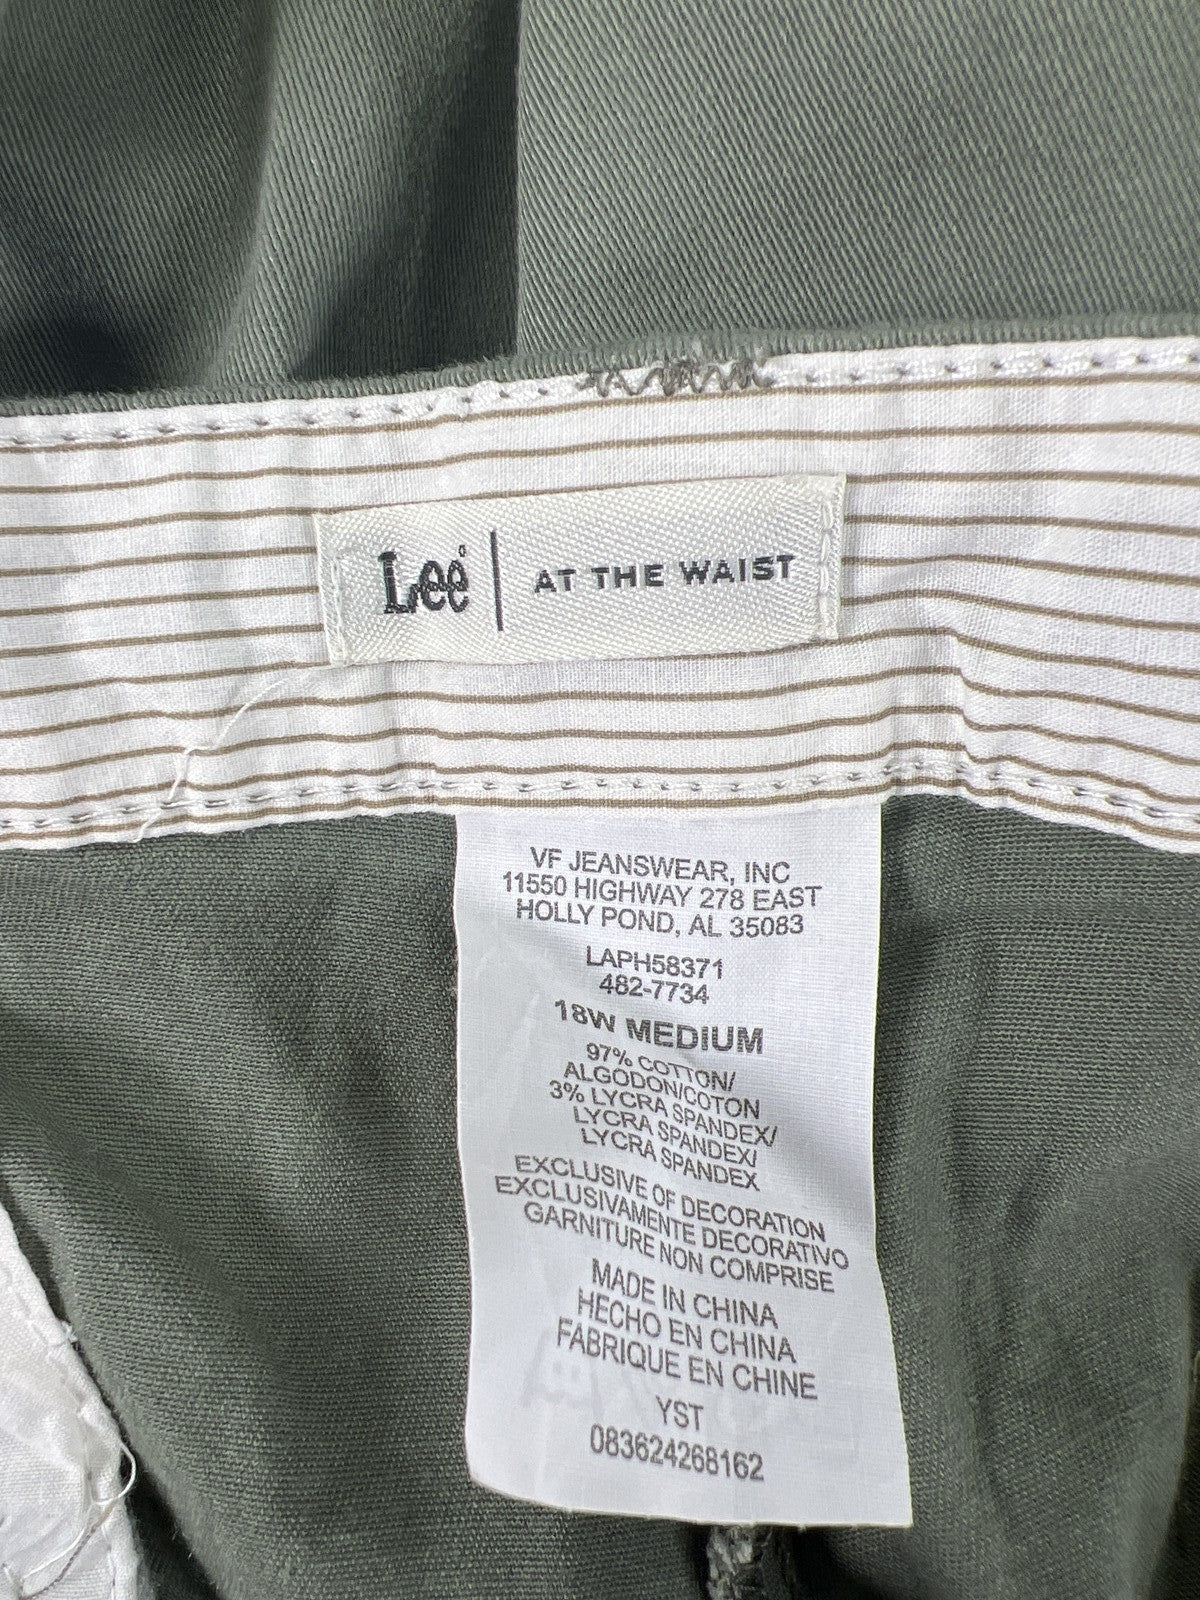 Lee | AT THE WAIST
VF JEANSWEAR, INC
11550 HIGHWAY 278 EAST
HOLLY POND, AL 35083
LAPH58371
482-7734
18W MEDIUM
97% COTTON/
ALGODON/COTON
3% LYCRA SPANDEX/
LYCRA SPANDEX/
LYCRA SPANDEX
EXCLUSIVE OF DECORATION
EXCLUSIVAMENTE DECORATIVO
GARNITURE NON COMPRISE
MADE IN CHINA
HECHO EN CHINA
FABRIQUE EN CHINE
YST
083624268162